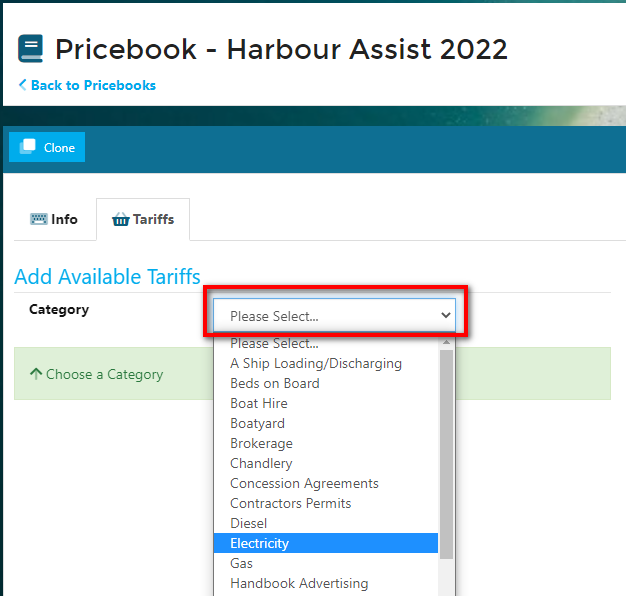 Pricebook - Harbour Assist 2022
Back to Pricebooks
Clone
Info
Tariffs
Add Available Tariffs
Category
Please Select...
Please Select...
A Ship Loading/Discharging
Beds on Board
Choose a Category
Boat Hire
Boatyard
Brokerage
Chandlery
Concession Agreements
Contractors Permits
Diesel
Electricity
Gas
Handbook Advertising